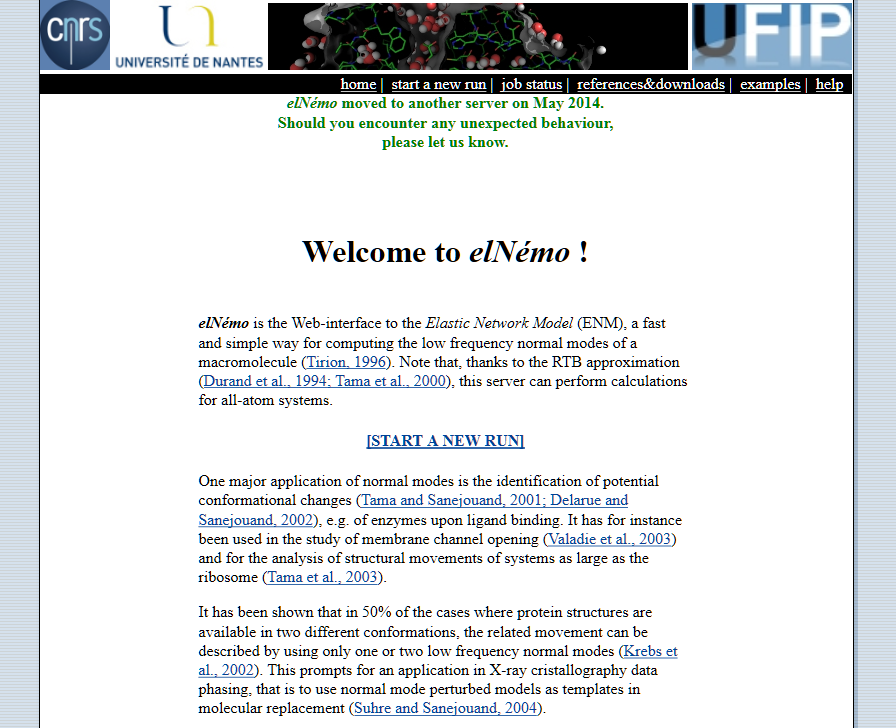 cnrs
UNIVERSITÉ DE NANTES
UFIP
home | start a new run | job status | references&downloads | examples | help
elNémo moved to another server on May 2014.
Should you encounter any unexpected behaviour,
please let us know.
Welcome to elNémo !
elNémo is the Web-interface to the Elastic Network Model (ENM), a fast
and simple way for computing the low frequency normal modes of a
macromolecule (Tirion, 1996). Note that, thanks to the RTB approximation
(Durand et al., 1994; Tama et al., 2000), this server can perform calculations
for all-atom systems.
[START A NEW RUN]
One major application of normal modes is the identification of potential
conformational changes (Tama and Sanejouand, 2001; Delarue and
Sanejouand, 2002), e.g. of enzymes upon ligand binding. It has for instance
been used in the study of membrane channel opening (Valadie et al., 2003)
and for the analysis of structural movements of systems as large as the
ribosome (Tama et al., 2003).
It has been shown that in 50% of the cases where protein structures are
available in two different conformations, the related movement can be
described by using only one or two low frequency normal modes (Krebs et
al., 2002). This prompts for an application in X-ray cristallography data
phasing, that is to use normal mode perturbed models as templates in
molecular replacement (Suhre and Sanejouand, 2004).